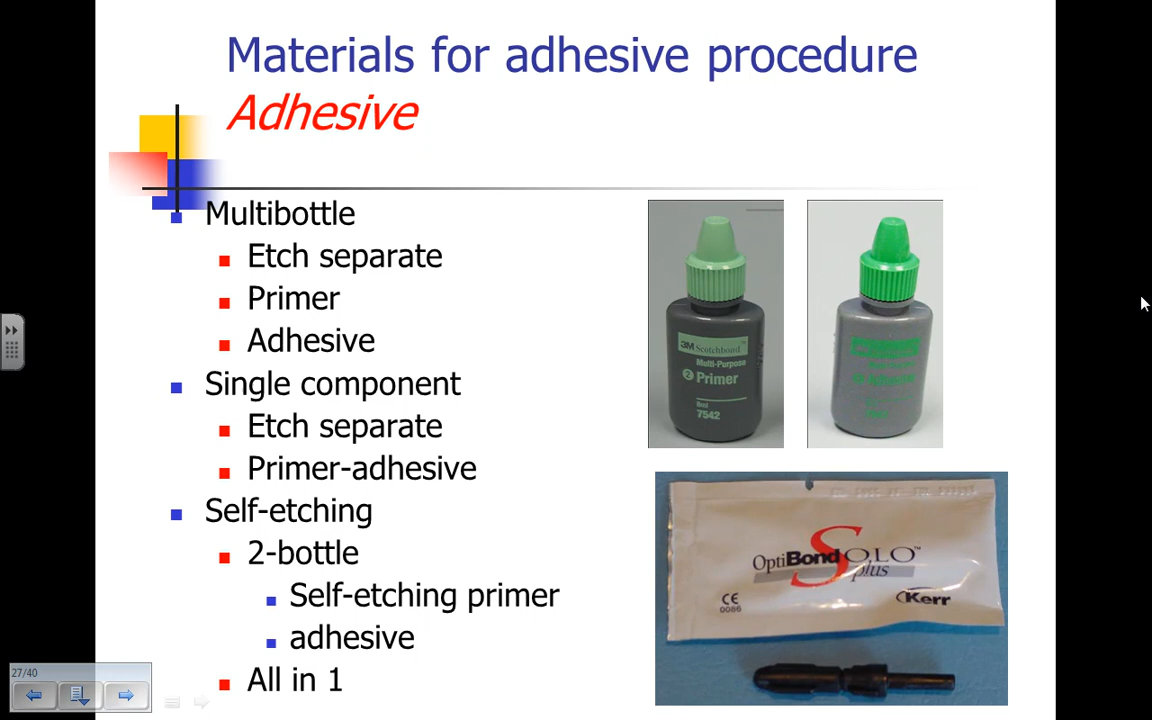 Materials for adhesive procedure
Adhesive
Multibottle
Etch separate
Primer
Adhesive
Single component
Etch separate
Primer-adhesive
Self-etching
2-bottle
Self-etching primer
adhesive
All in 1
3M Scotchbond™
Multi-Purpose
2 Primer
7542
OptiBond SOLO™
plus
CE
0086
Kerr
27/40